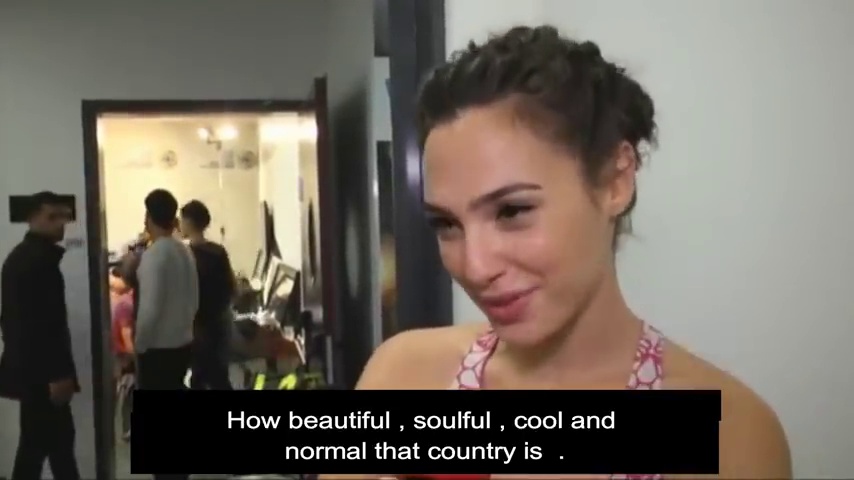 How beautiful , soulful , cool and
normal that country is  .